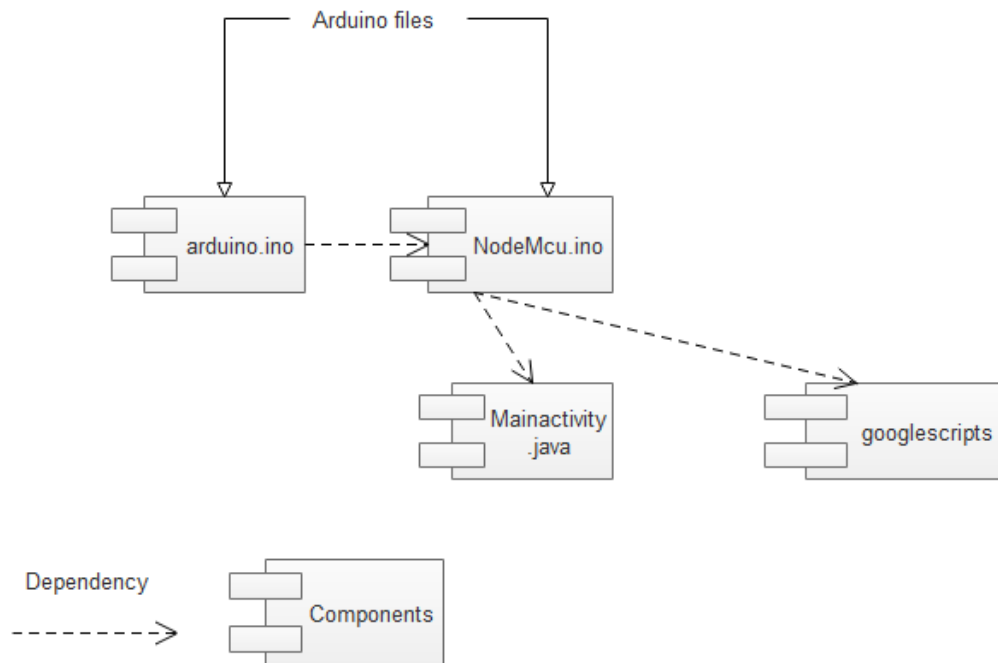 Arduino files
arduino.ino
NodeMcu.ino
Mainactivity
.java
googlescripts
Dependency
Components